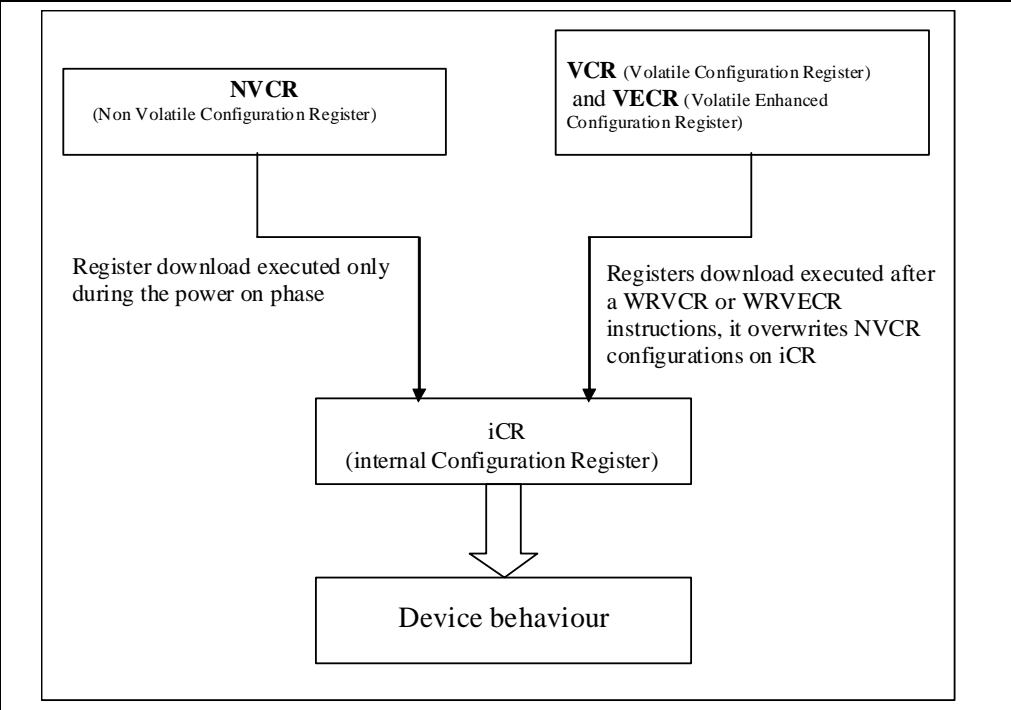 NVCR
(Non Volatile Configuration Register)
VCR (Volatile Configuration Register)
and VECR (Volatile Enhanced
Configuration Register)
Register download executed only
during the power on phase
Registers download executed after
a WRVCR or WRVECR
instructions, it overwrites NVCR
configurations on iCR
iCR
(internal Configuration Register)
Device behaviour